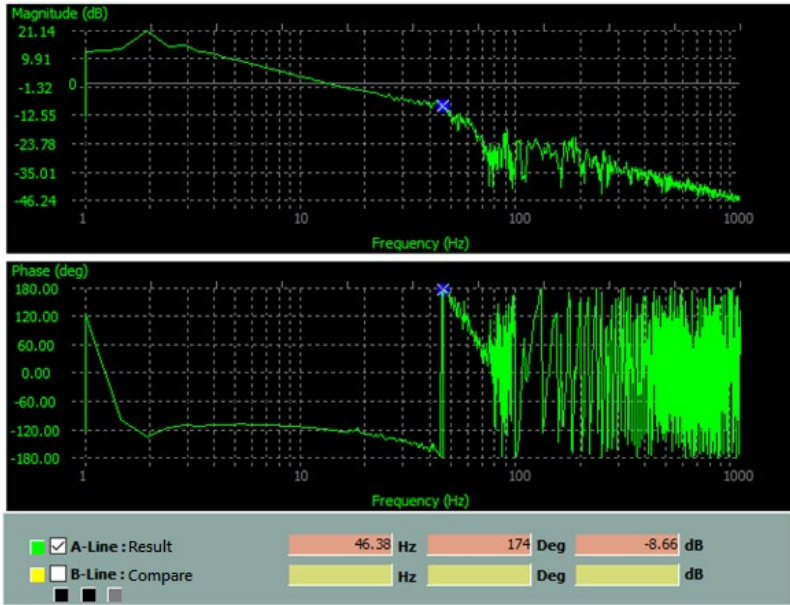 Magnitude (dB)
21.14
9.91
0
-1.32
-12.55
-23.78
-35.01
-46.24
1 10 100 1000
Frequency (Hz)
Phase (deg)
180.00
120.00
60.00
0.00
-60.00
-120.00
-180.00
1 10 100 1000
Frequency (Hz)
A-Line : Result 46.38 Hz 174 Deg -8.66 dB
B-Line : Compare Hz Deg dB